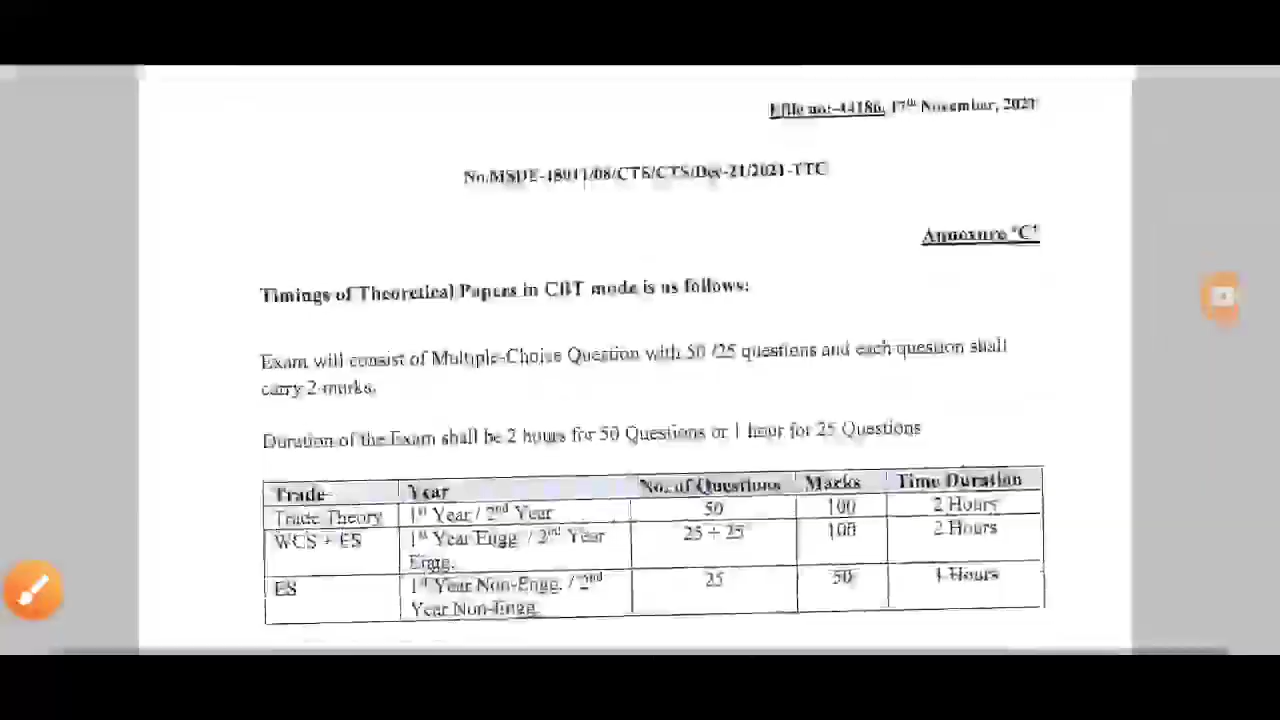 Efile no:-44186, 17th November, 2021
No.MSDE-18011/08/CTS/CTS/Dec-21/2021-TTC
Annexure 'C'
Timings of Theoretical Papers in CBT mode is as follows:
Exam will consist of Multiple-Choise Question with 50 /25 questions and each question shall
carry 2 marks.
Duration of the Exam shall be 2 hours for 50 Questions or 1 hour for 25 Questions
Trade Year No. of Questions Marks Time Duration
Trade Theory 1st Year / 2nd Year 50 100 2 Hours
WCS + ES 1st Year Engg / 2nd Year 25 + 25 100 2 Hours
Engg.
ES 1st Year Non-Engg. / 2nd 25 50 1 Hours
Year Non-Engg